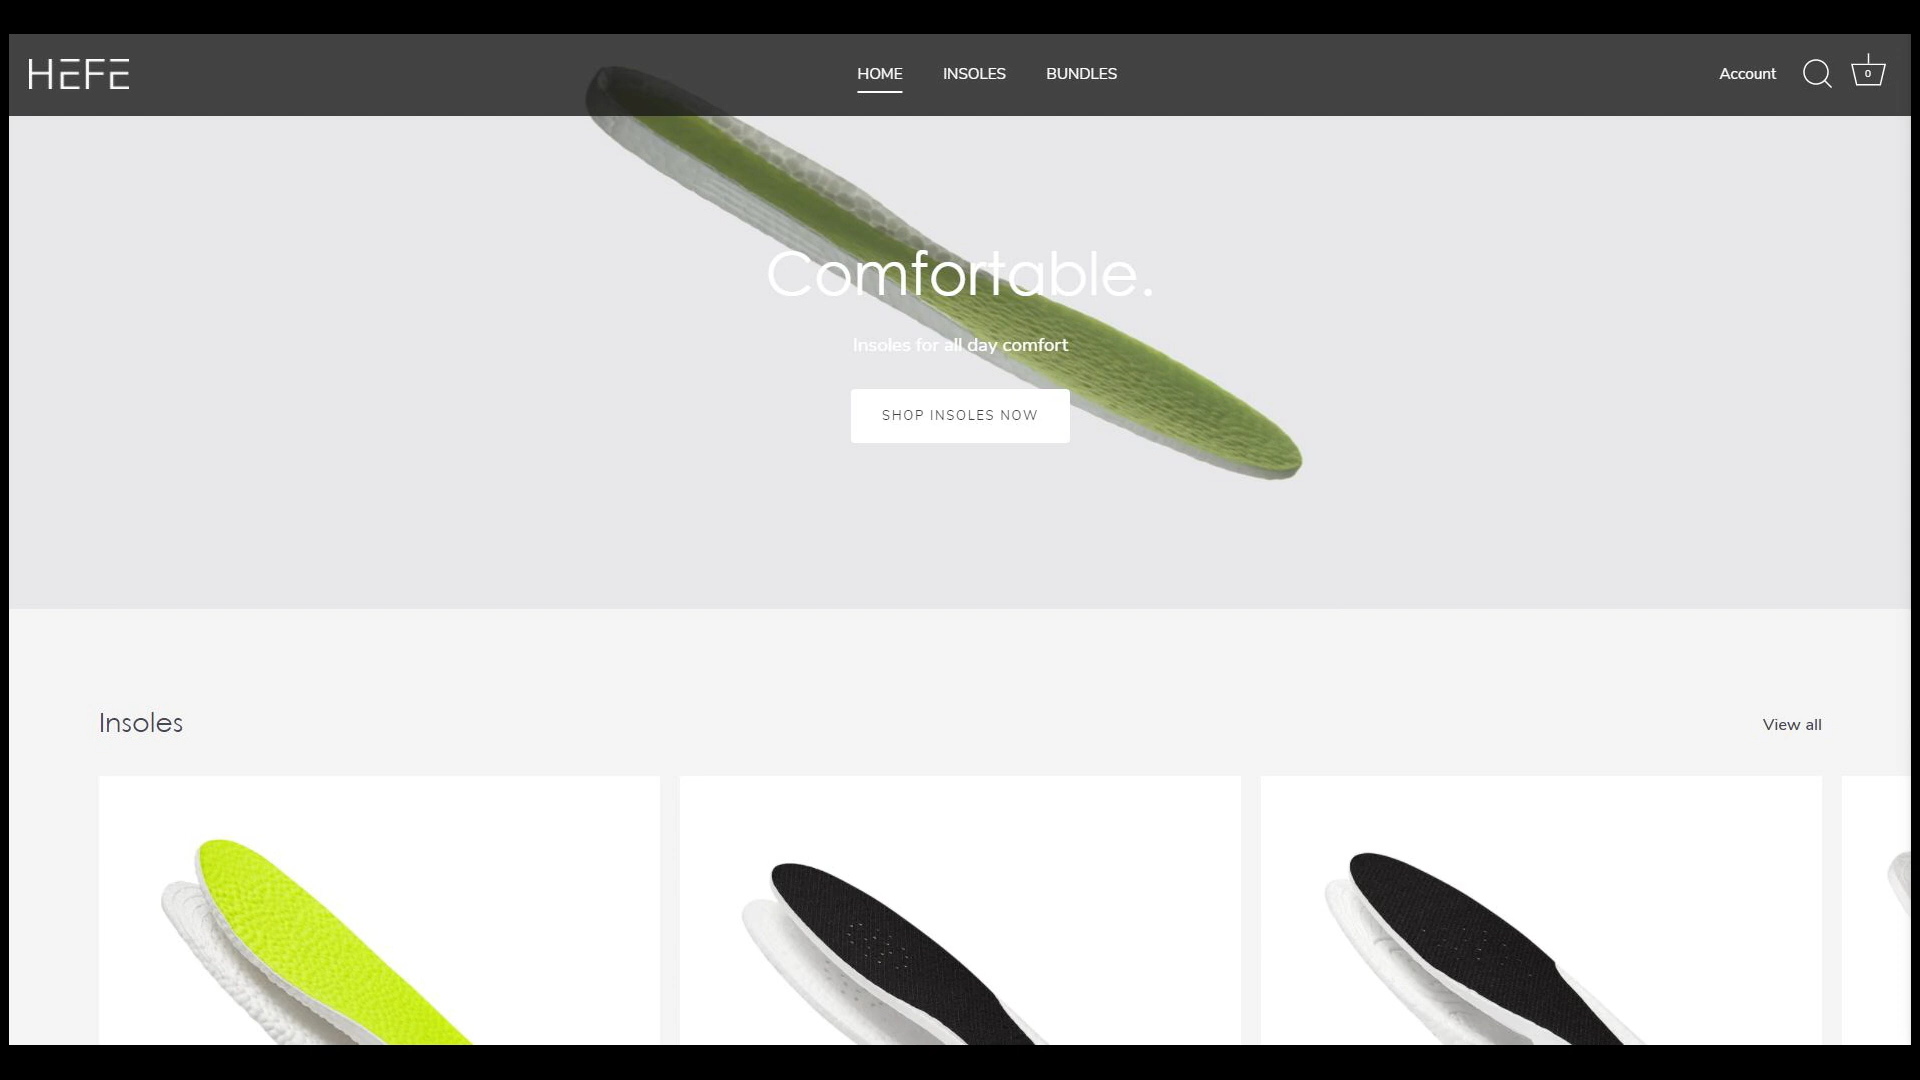 HEFE
HOME
INSOLES
BUNDLES
Account
0
Comfortable.
Insoles for all day comfort
SHOP INSOLES NOW
Insoles
View all